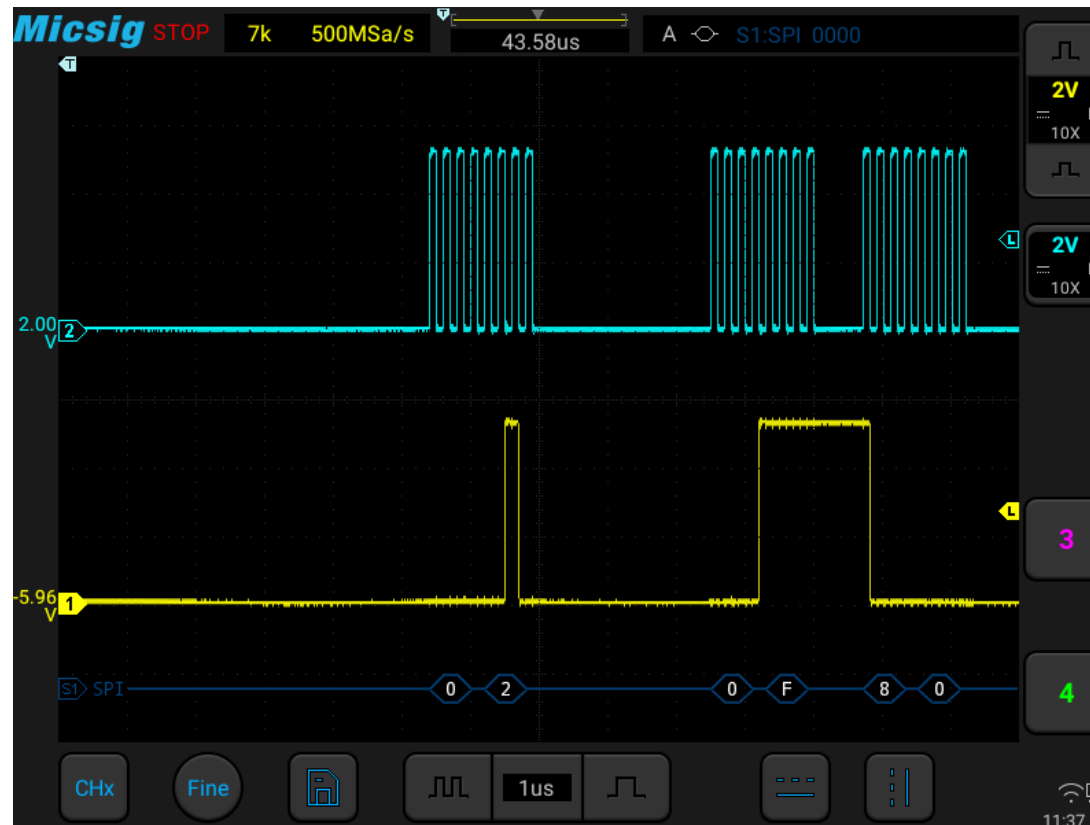 Micsig STOP 7k 500MSa/s 43.58us A S1:SPI 0000
T
T
2V
10X
L
2V
10X
2.00
V
2
L
-5.96
V
1
3
S1 SPI 0 2 0 F 8 0
4
CHx Fine 1us
11:37